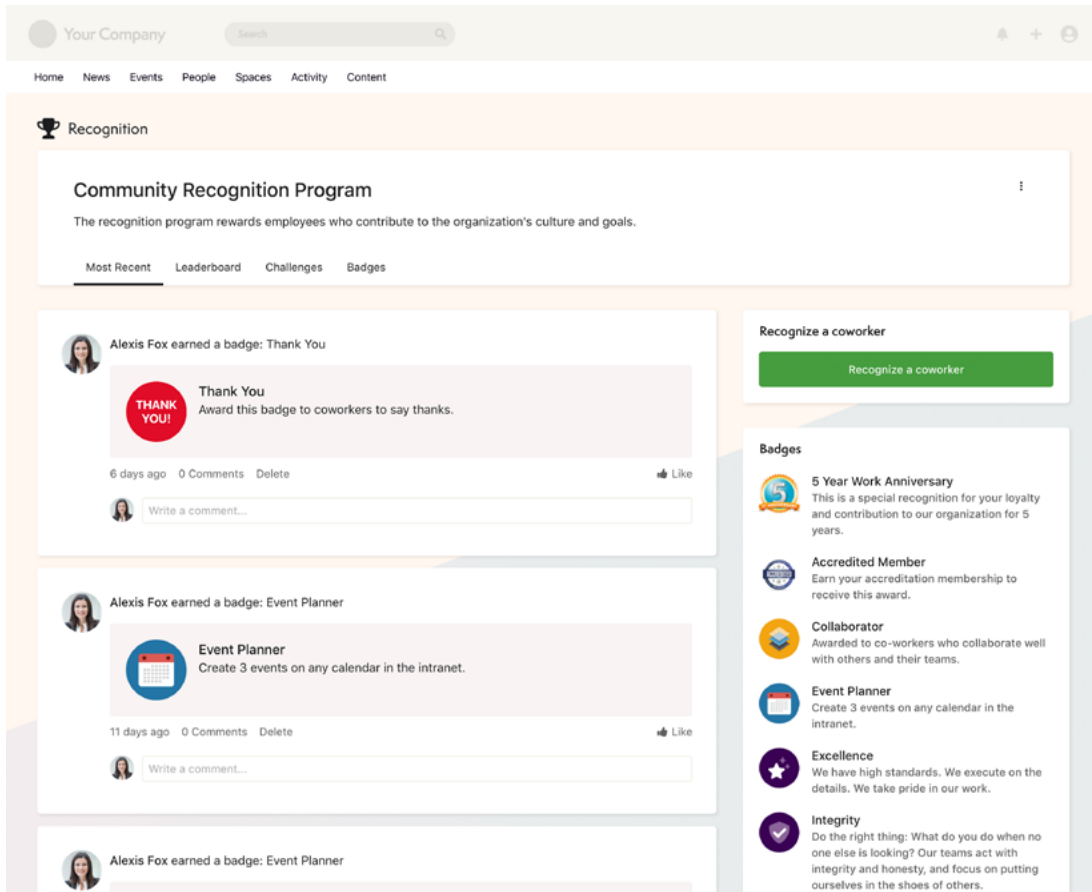 Your Company
Search
Home News Events People Spaces Activity Content
Recognition
Community Recognition Program
The recognition program rewards employees who contribute to the organization's culture and goals.
Most Recent Leaderboard Challenges Badges
Alexis Fox earned a badge: Thank You
THANK
YOU!
Thank You
Award this badge to coworkers to say thanks.
6 days ago 0 Comments Delete
Like
Write a comment...
Alexis Fox earned a badge: Event Planner
Event Planner
Create 3 events on any calendar in the intranet.
11 days ago 0 Comments Delete
Like
Write a comment...
Alexis Fox earned a badge: Event Planner
Recognize a coworker
Recognize a coworker
Badges
5
5 Year Work Anniversary
This is a special recognition for your loyalty
and contribution to our organization for 5
years.
Accredited Member
Earn your accreditation membership to
receive this award.
Collaborator
Awarded to co-workers who collaborate well
with others and their teams.
Event Planner
Create 3 events on any calendar in the
intranet.
Excellence
We have high standards. We execute on the
details. We take pride in our work.
Integrity
Do the right thing: What do you do when no
one else is looking? Our teams act with
integrity and honesty, and focus on putting
ourselves in the shoes of others.